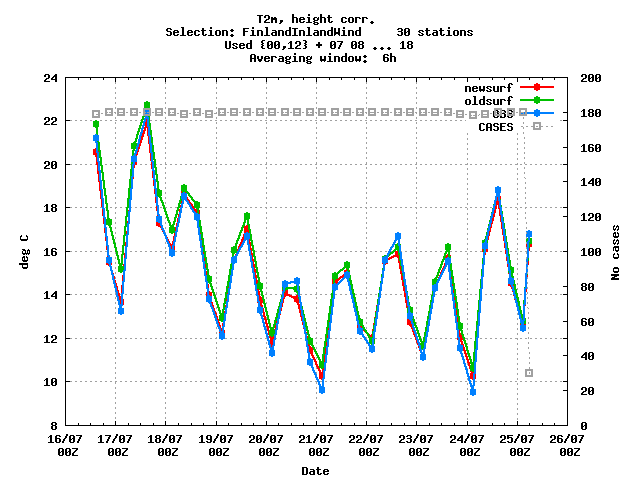 T2m, height corr.
Selection: FinlandInlandWind     30 stations
Used {00,12} + 07 08 ... 18
Averaging window:  6h
newsurf
oldsurf
OBS
CASES
24
22
20
18
16
14
12
10
8
deg C
200
180
160
140
120
100
80
60
40
20
0
No cases
16/07 17/07 18/07 19/07 20/07 21/07 22/07 23/07 24/07 25/07 26/07
00Z 00Z 00Z 00Z 00Z 00Z 00Z 00Z 00Z 00Z 00Z
Date